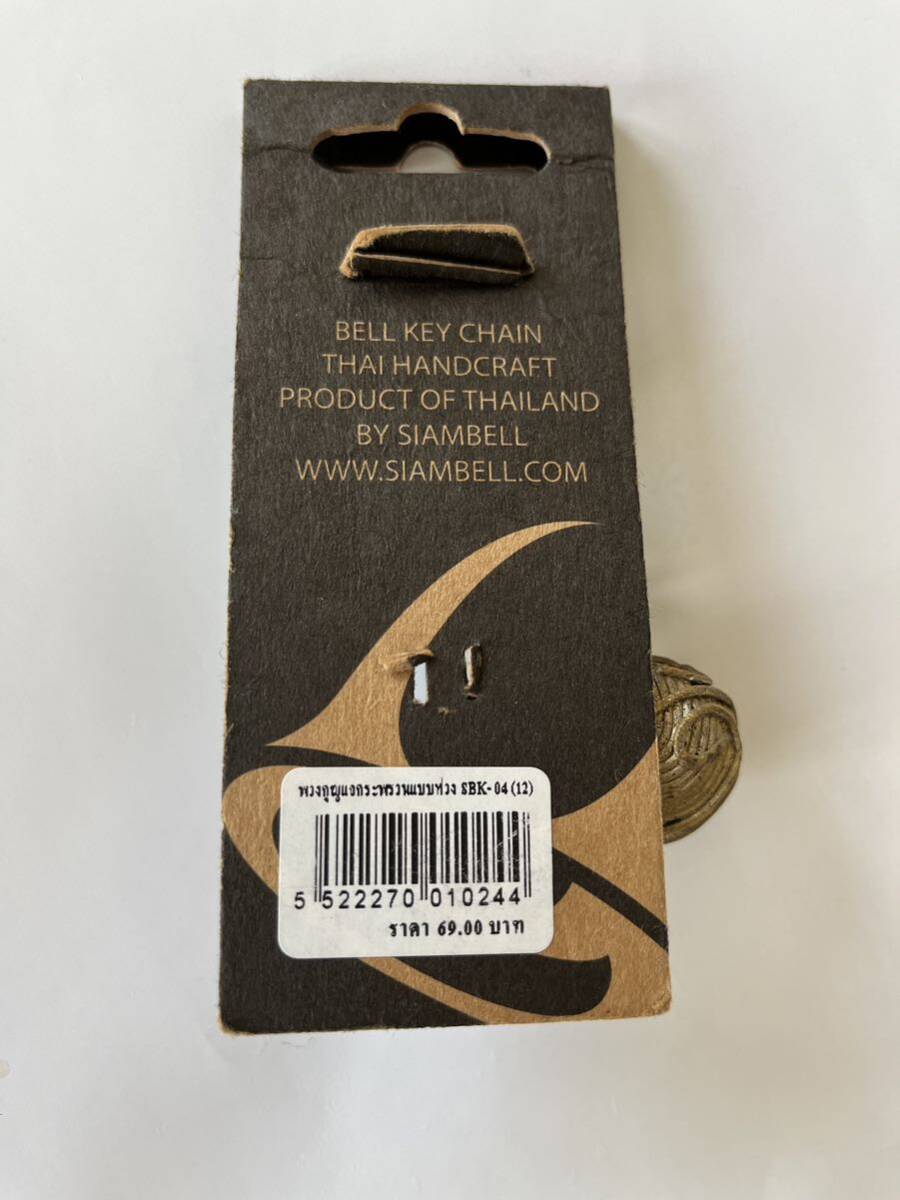 BELL KEY CHAIN
THAI HANDCRAFT
PRODUCT OF THAILAND
BY SIAMBELL
WWW.SIAMBELL.COM
พวงกุญแจกระพรวนแบบห่วง SBK-04 (12)
5 522270 010244
ราคา 69.00 บาท